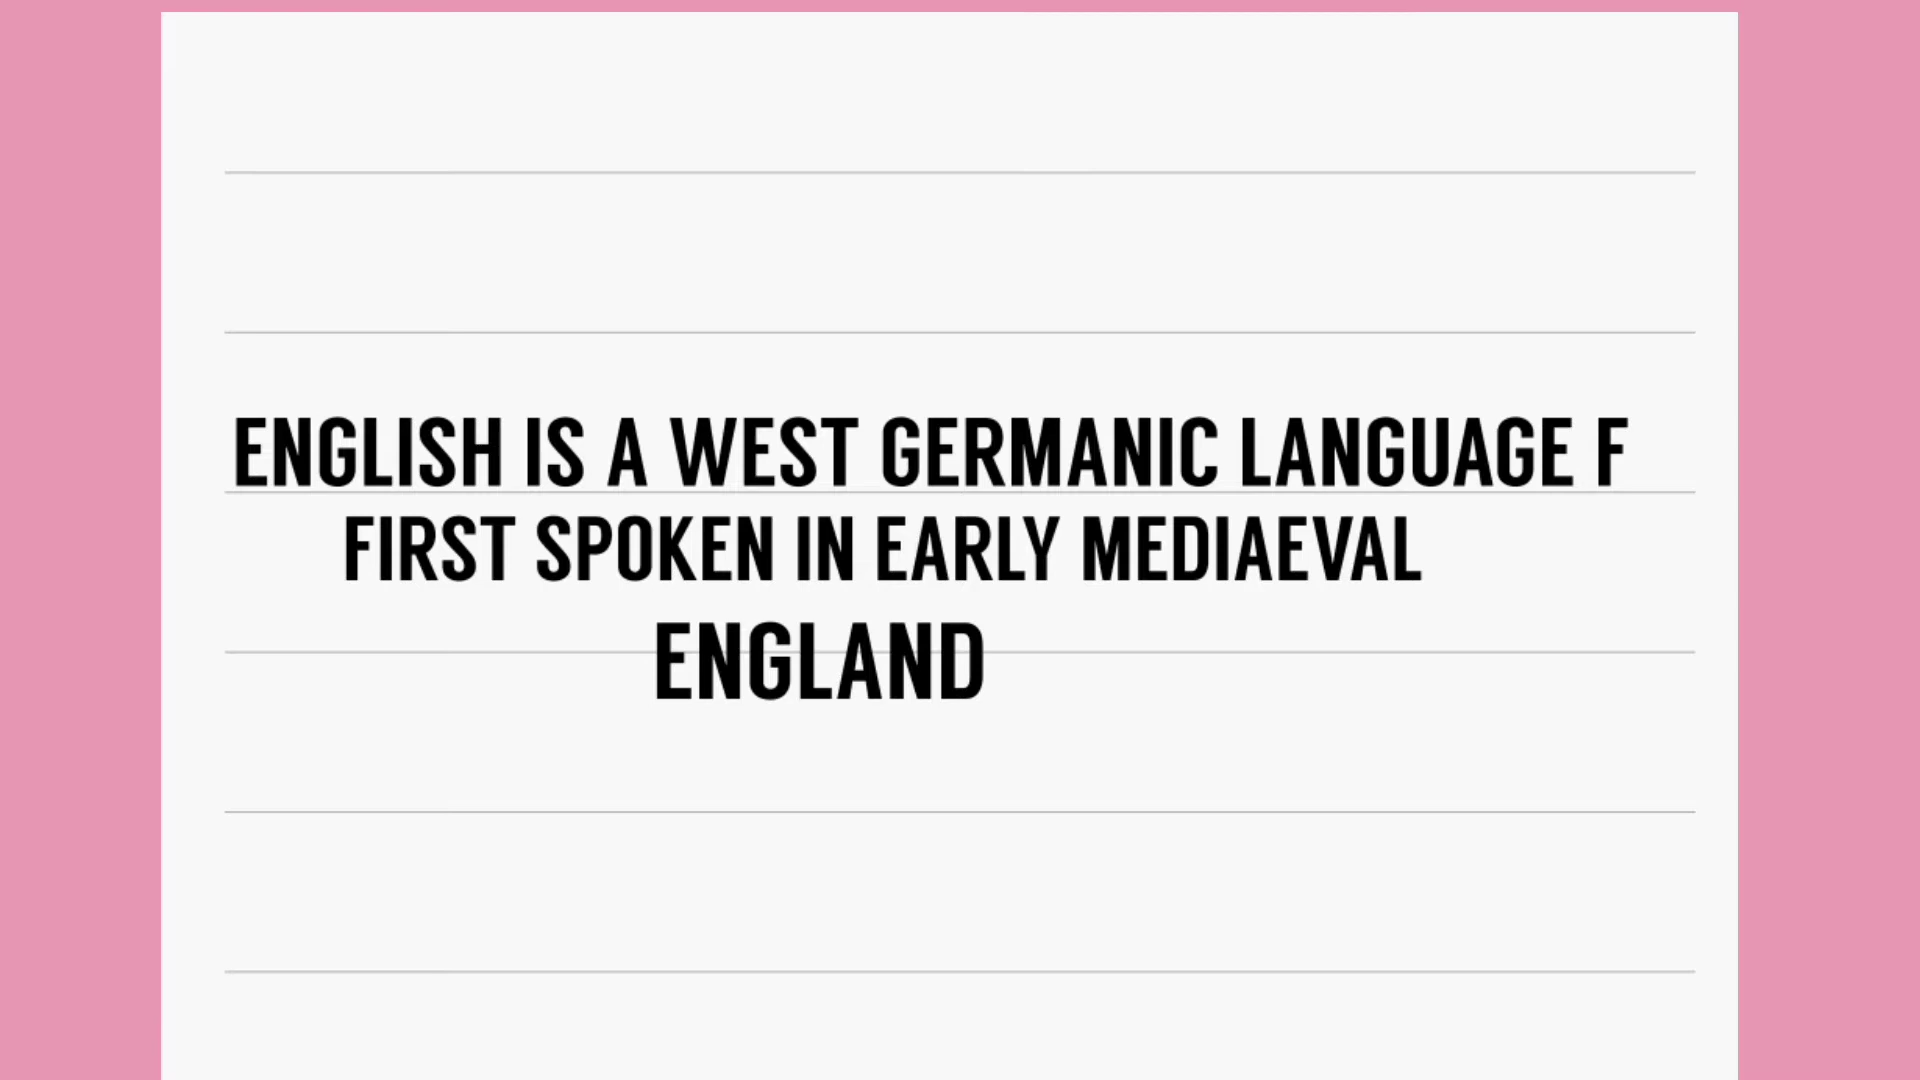 ENGLISH IS A WEST GERMANIC LANGUAGE F
FIRST SPOKEN IN EARLY MEDIAEVAL
ENGLAND